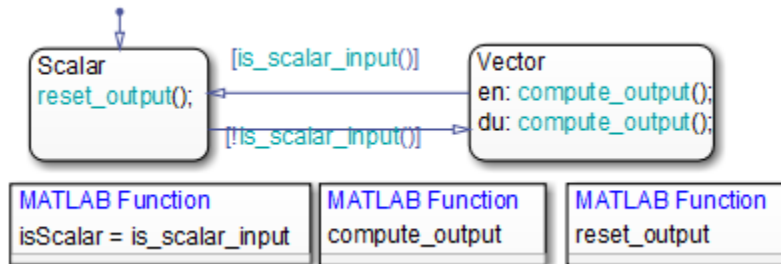 Scalar
reset_output();
[is_scalar_input()]
[!is_scalar_input()]
Vector
en: compute_output();
du: compute_output();
MATLAB Function
isScalar = is_scalar_input
MATLAB Function
compute_output
MATLAB Function
reset_output